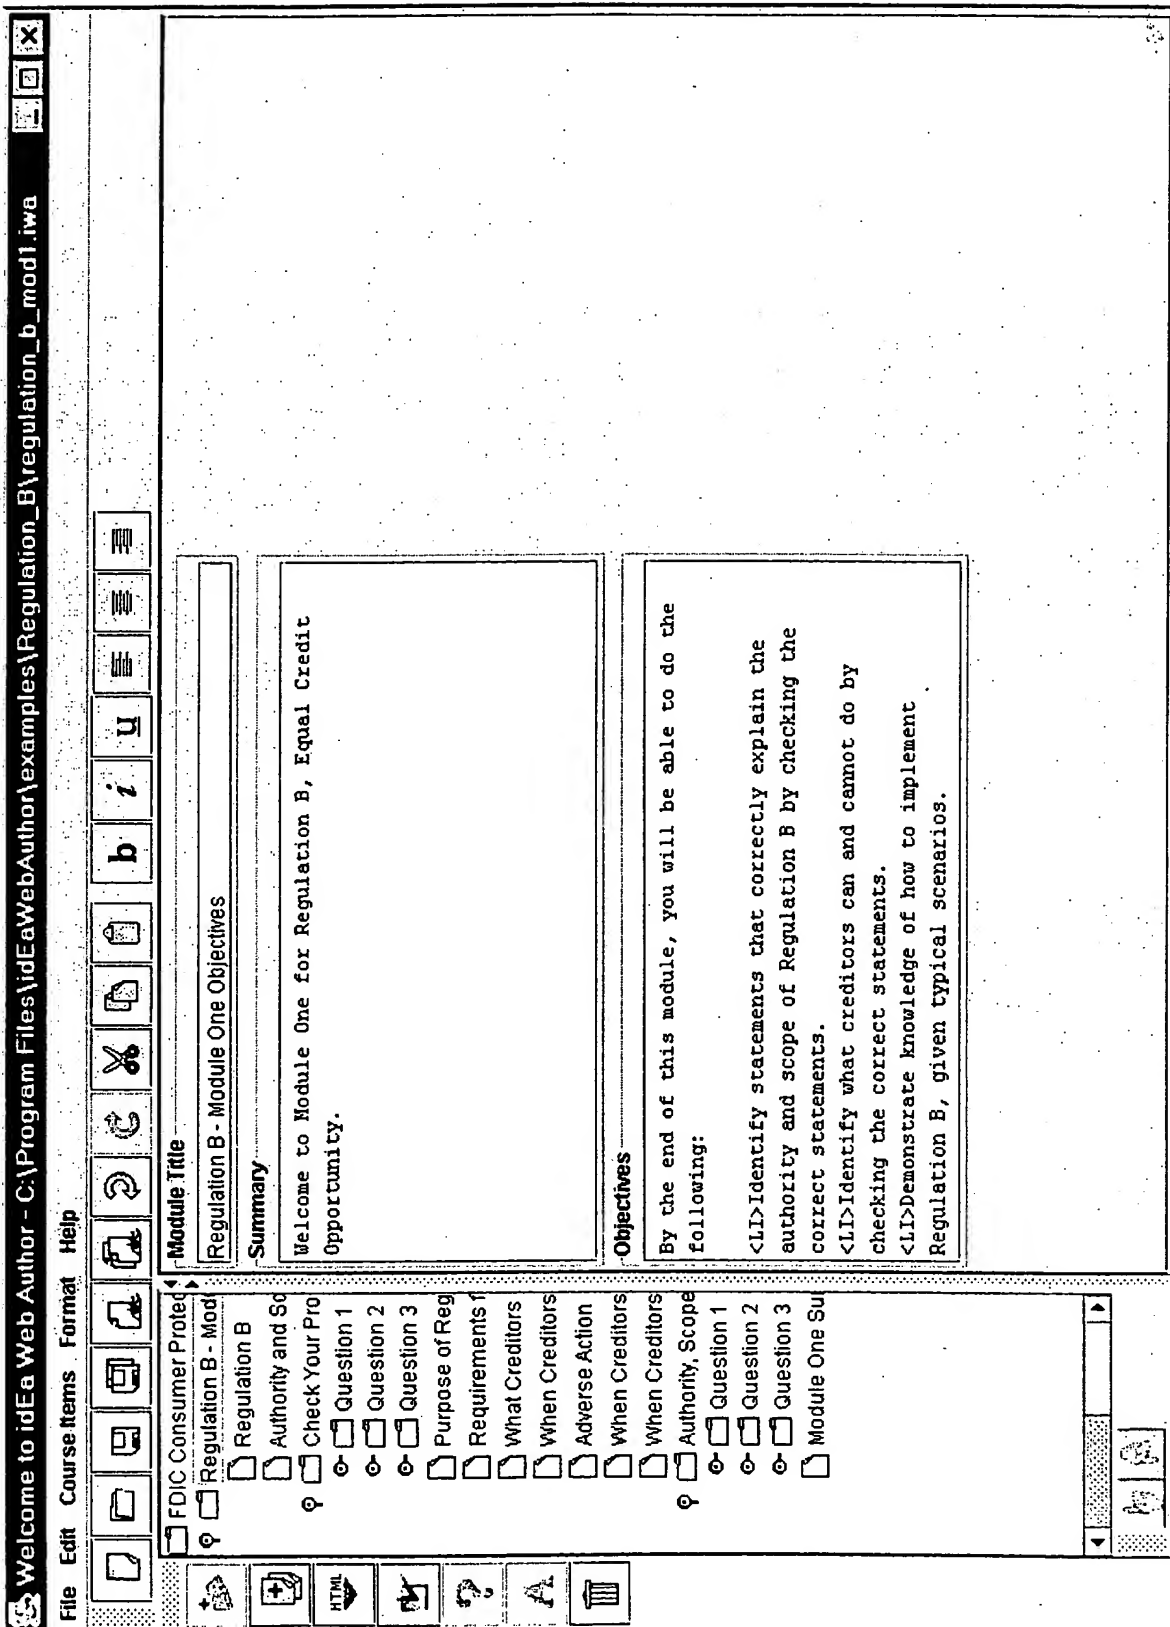 Welcome to idEa Web Author - C:\Program Files\idEaWebAuthor\examples\Regulation_B\regulation_b_mod1.iwa
File Edit Course Items Format Help
b i u
HTML
?
A
FDIC Consumer Protec
Regulation B - Mod
Regulation B
Authority and Sc
Check Your Pro
Question 1
Question 2
Question 3
Purpose of Reg
Requirements f
What Creditors
When Creditors
Adverse Action
When Creditors
When Creditors
Authority, Scope
Question 1
Question 2
Question 3
Module One Su
Module Title
Regulation B - Module One Objectives
Summary
Welcome to Module One for Regulation B, Equal Credit
Opportunity.
Objectives
By the end of this module, you will be able to do the
following:
<LI>Identify statements that correctly explain the
authority and scope of Regulation B by checking the
correct statements.
<LI>Identify what creditors can and cannot do by
checking the correct statements.
<LI>Demonstrate knowledge of how to implement
Regulation B, given typical scenarios.